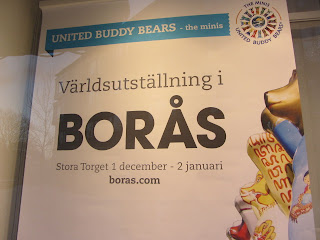 UNITED BUDDY BEARS - the minis
THE MINIS
UNITED BUDDY BEARS
Världsutställning i
BORÅS
Stora Torget 1 december - 2 januari
boras.com